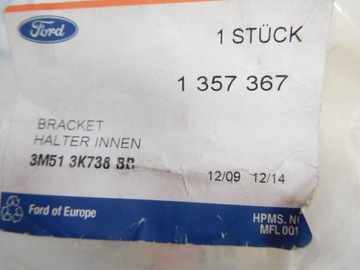 Ford
1 STÜCK
1 357 367
BRACKET
HALTER INNEN
3M51 3K738 BB
12/09 12/14
Ford of Europe
HPMS. N
MFL 001